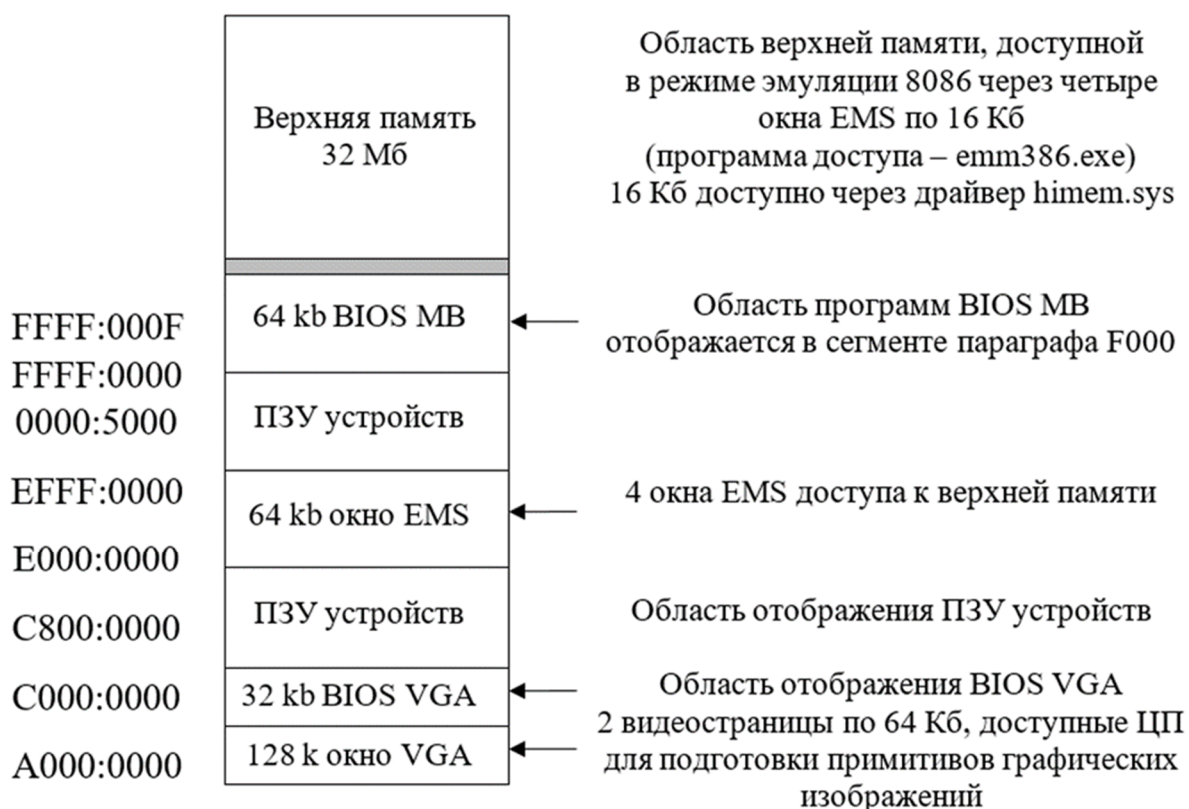 Верхняя память
32 Мб
Область верхней памяти, доступной
в режиме эмуляции 8086 через четыре
окна EMS по 16 Кб
(программа доступа – emm386.exe)
16 Кб доступно через драйвер himem.sys
FFFF:000F
64 kb BIOS MB
Область программ BIOS MB
отображается в сегменте параграфа F000
FFFF:0000
0000:5000
ПЗУ устройств
EFFF:0000
64 kb окно EMS
4 окна EMS доступа к верхней памяти
E000:0000
C800:0000
ПЗУ устройств
Область отображения ПЗУ устройств
C000:0000
32 kb BIOS VGA
Область отображения BIOS VGA
A000:0000
128 k окно VGA
2 видеостраницы по 64 Кб, доступные ЦП
для подготовки примитивов графических
изображений